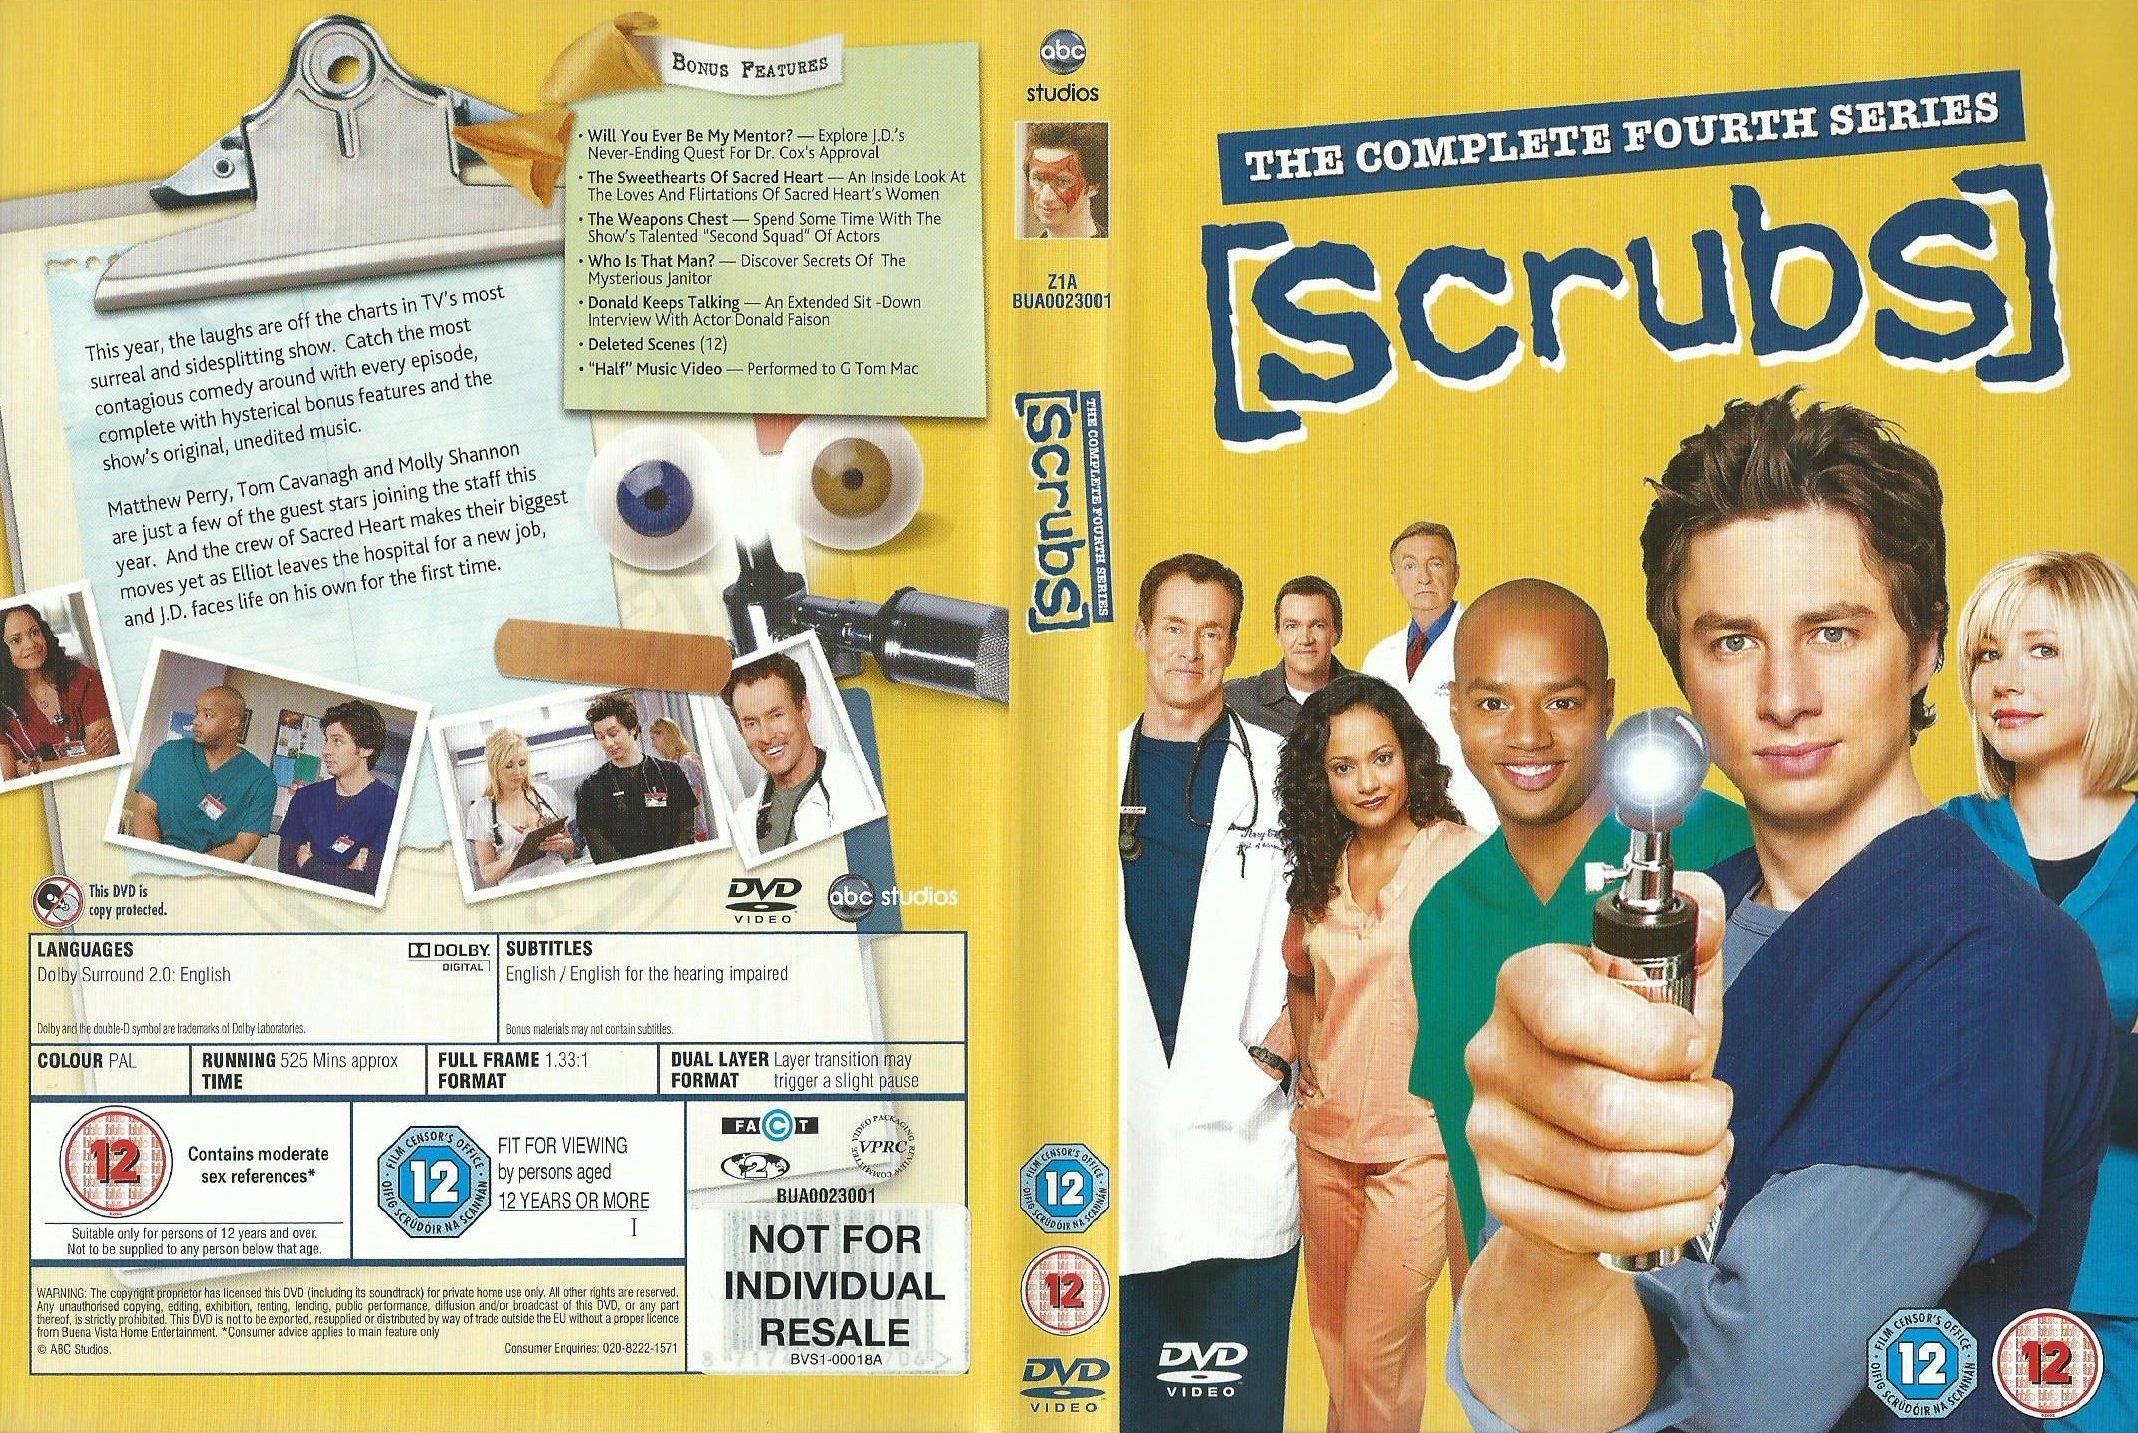 BONUS FEATURES
• Will You Ever Be My Mentor? — Explore J.D.'s
Never-Ending Quest For Dr. Cox's Approval
• The Sweethearts Of Sacred Heart — An Inside Look At
The Loves And Flirtations Of Sacred Heart's Women
• The Weapons Chest — Spend Some Time With The
Show's Talented "Second Squad" Of Actors
• Who Is That Man? — Discover Secrets Of The
Mysterious Janitor
• Donald Keeps Talking — An Extended Sit -Down
Interview With Actor Donald Faison
• Deleted Scenes (12)
• "Half" Music Video — Performed to G Tom Mac
This year, the laughs are off the charts in TV's most
surreal and sidesplitting show. Catch the most
contagious comedy around with every episode,
complete with hysterical bonus features and the
show's original, unedited music.
Matthew Perry, Tom Cavanagh and Molly Shannon
are just a few of the guest stars joining the staff this
year. And the crew of Sacred Heart makes their biggest
moves yet as Elliot leaves the hospital for a new job,
and J.D. faces life on his own for the first time.
This DVD is
copy protected.
DVD
VIDEO
abc studios
LANGUAGES
DOLBY.
DIGITAL
Dolby Surround 2.0: English
Dolby and the double-D symbol are trademarks of Dolby Laboratories.
SUBTITLES
English / English for the hearing impaired
Bonus materials may not contain subtitles.
COLOUR PAL
RUNNING 525 Mins approx
TIME
FULL FRAME 1.33:1
FORMAT
DUAL LAYER Layer transition may
FORMAT trigger a slight pause
12
Contains moderate
sex references*
Suitable only for persons of 12 years and over.
Not to be supplied to any person below that age.
FILM CENSOR'S OFFICE
12
OIFIG SCRÚDÓIR NA SCANNÁN
FIT FOR VIEWING
by persons aged
12 YEARS OR MORE
I
FACT
2
VIDEO PACKAGING REVIEW COMMITTEE
VPRC
BUA0023001
NOT FOR
INDIVIDUAL
RESALE
BVS1-00018A
WARNING: The copyright proprietor has licensed this DVD (including its soundtrack) for private home use only. All other rights are reserved.
Any unauthorised copying, editing, exhibition, renting, lending, public performance, diffusion and/or broadcast of this DVD, or any part
thereof, is strictly prohibited. This DVD is not to be exported, resupplied or distributed by way of trade outside the EU without a proper licence
from Buena Vista Home Entertainment. *Consumer advice applies to main feature only
© ABC Studios.
Consumer Enquiries: 020-8222-1571
abc
studios
Z1A
BUA0023001
THE COMPLETE FOURTH SERIES
[scrubs]
FILM CENSOR'S OFFICE
12
OIFIG SCRÚDÓIR NA SCANNÁN
12
DVD
VIDEO
THE COMPLETE FOURTH SERIES
[scrubs]
DVD
VIDEO
FILM CENSOR'S OFFICE
12
OIFIG SCRÚDÓIR NA SCANNÁN
12